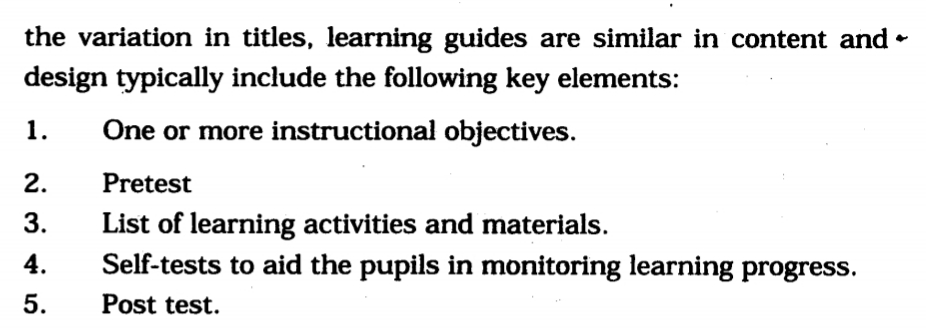 the variation in titles, learning guides are similar in content and
design typically include the following key elements:
1. One or more instructional objectives.
2. Pretest
3. List of learning activities and materials.
4. Self-tests to aid the pupils in monitoring learning progress.
5. Post test.